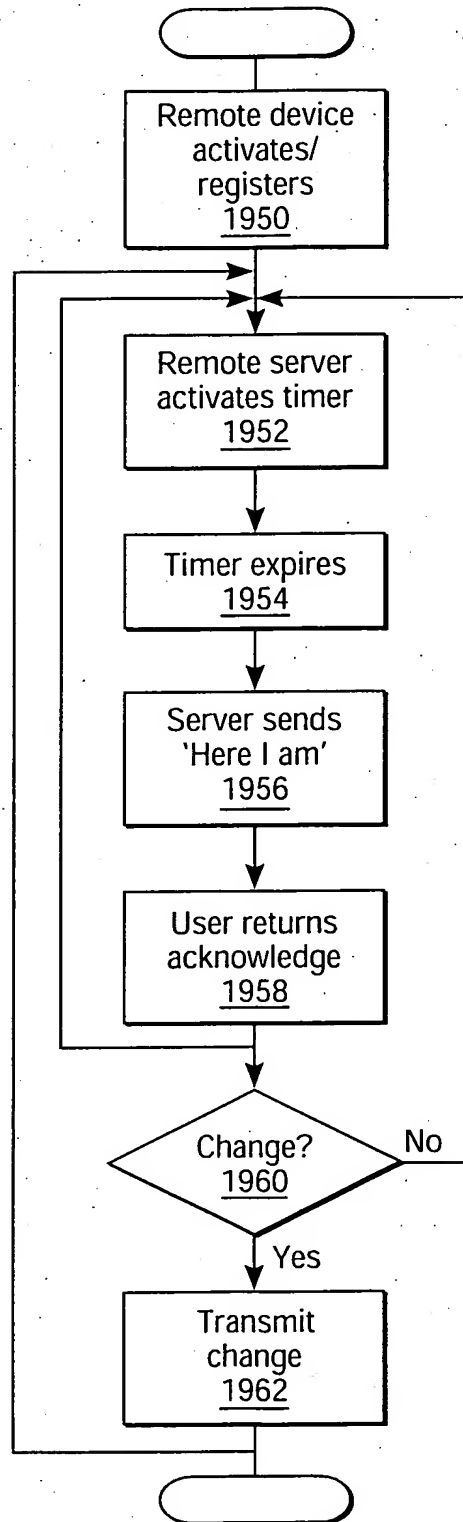 Remote device
activates/
registers
1950
Remote server
activates timer
1952
Timer expires
1954
Server sends
'Here I am'
1956
User returns
acknowledge
1958
Change?
1960
No
Yes
Transmit
change
1962